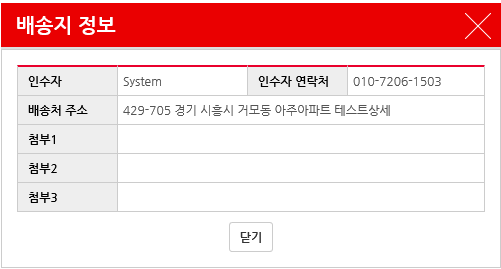 배송지 정보
인수자 System 인수자 연락처 010-7206-1503
배송처 주소 429-705 경기 시흥시 거모동 아주아파트 테스트상세
첨부1
첨부2
첨부3
닫기